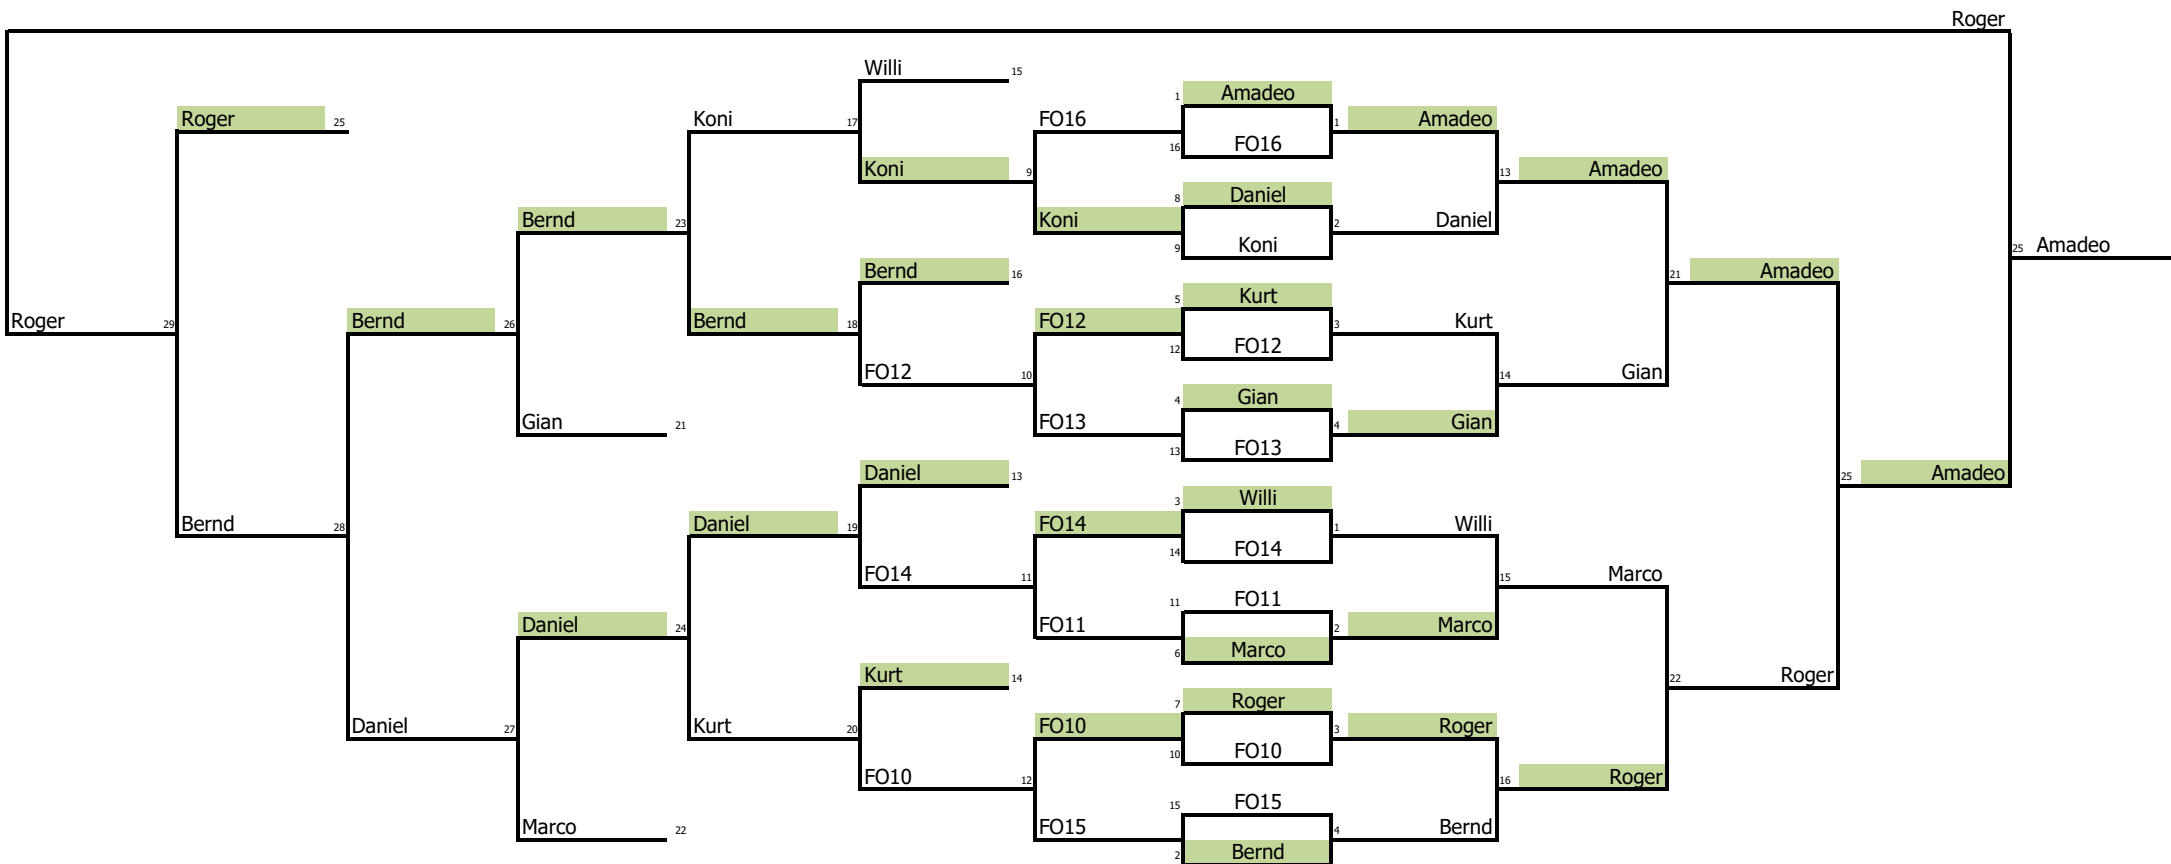 Roger
Willi 15
1 Amadeo
Roger 25 Koni 17 FO16 1 Amadeo
16 FO16
Koni 9 13 Amadeo
8 Daniel
Bernd 23 Koni 2 Daniel
9 Koni 25 Amadeo
Bernd 16 21 Amadeo
5 Kurt
Roger 29 Bernd 26 Bernd 18 FO12 3 Kurt
12 FO12
FO12 10 14 Gian
4 Gian
Gian 21 FO13 4 Gian
13 FO13
Daniel 13 25 Amadeo
3 Willi
Bernd 28 Daniel 19 FO14 1 Willi
14 FO14
FO14 11 15 Marco
11 FO11
Daniel 24 FO11 2 Marco
6 Marco
Kurt 14 22 Roger
7 Roger
Daniel 27 Kurt 20 FO10 3 Roger
10 FO10
FO10 12 16 Roger
15 FO15
Marco 22 FO15 4 Bernd
2 Bernd